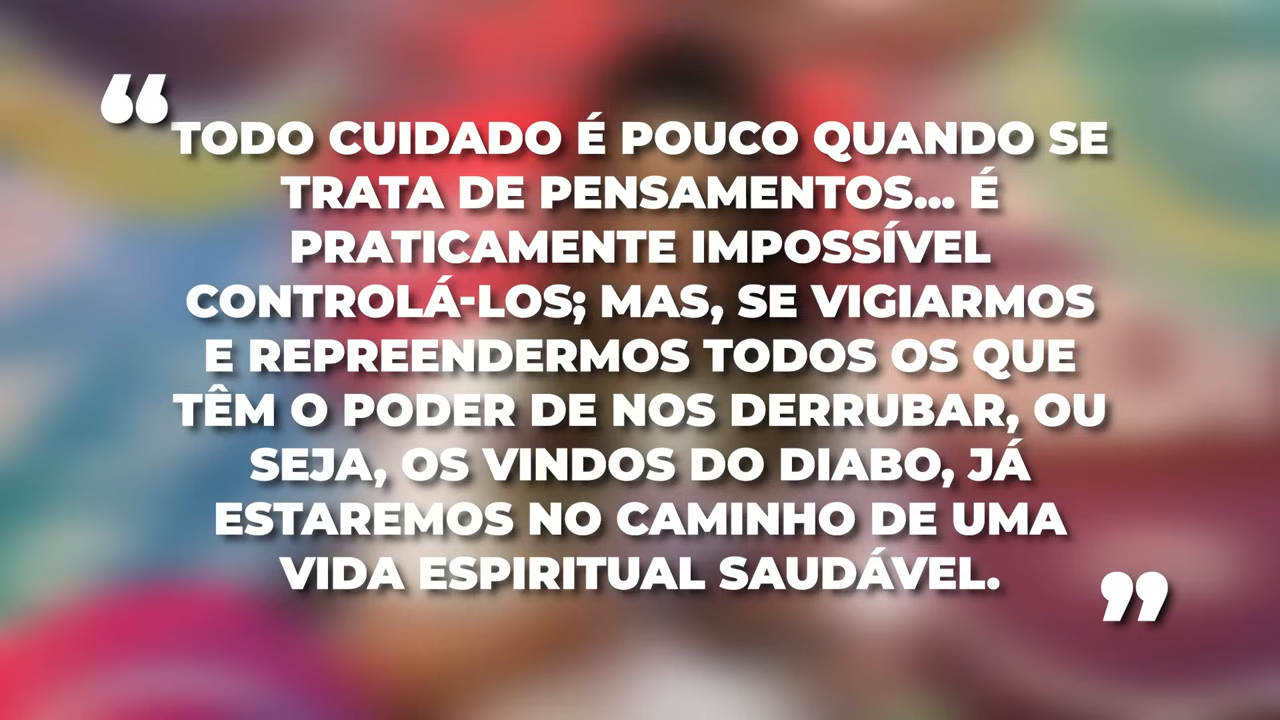 “TODO CUIDADO É POUCO QUANDO SE
TRATA DE PENSAMENTOS... É
PRATICAMENTE IMPOSSÍVEL
CONTROLÁ-LOS; MAS, SE VIGIARMOS
E REPREENDERMOS TODOS OS QUE
TÊM O PODER DE NOS DERRUBAR, OU
SEJA, OS VINDOS DO DIABO, JÁ
ESTAREMOS NO CAMINHO DE UMA
VIDA ESPIRITUAL SAUDÁVEL.”